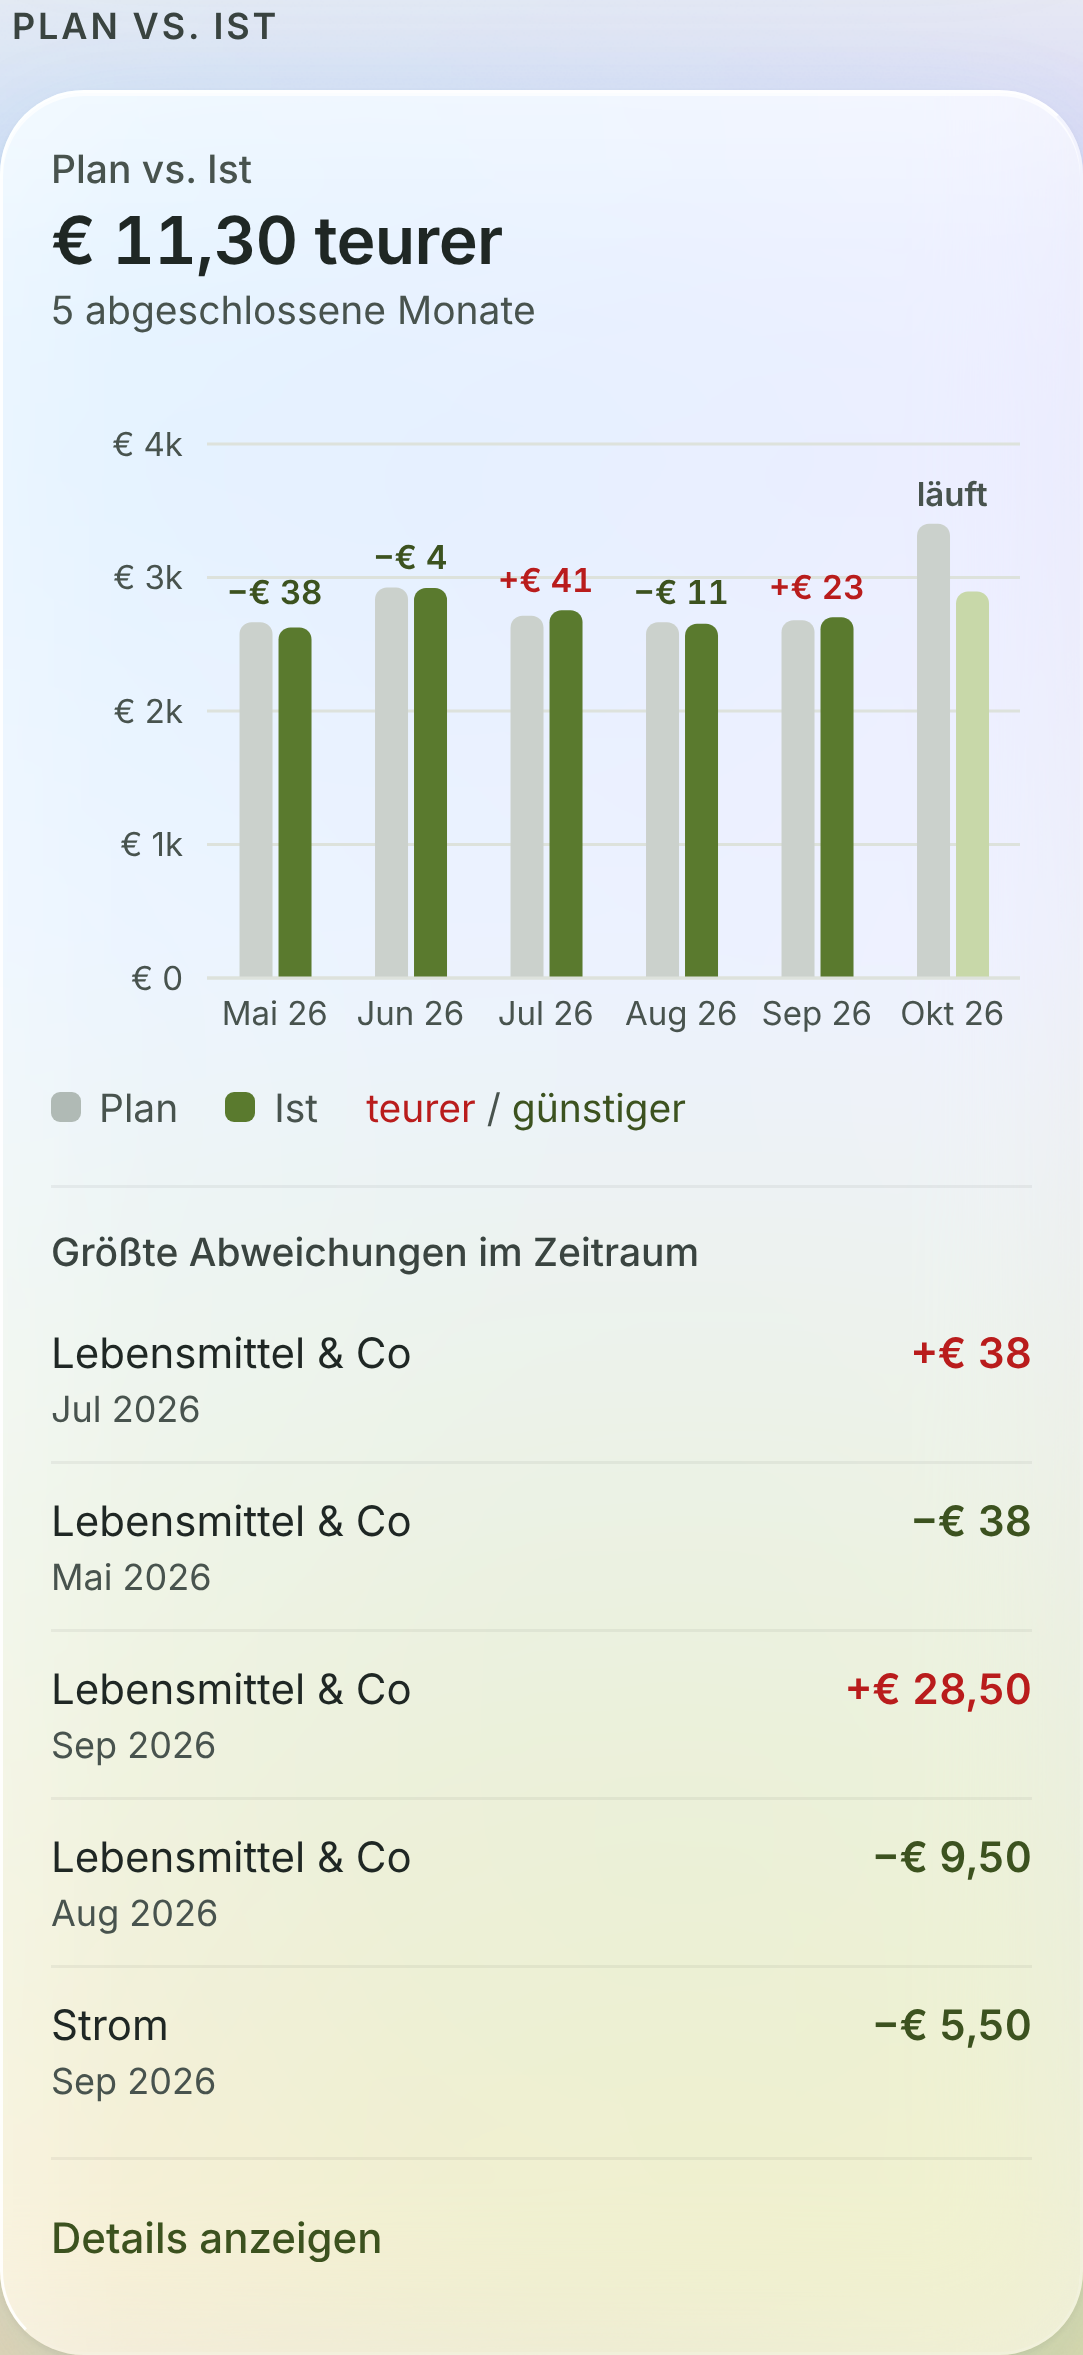 PLAN VS. IST
Plan vs. Ist
€ 11,30 teurer
5 abgeschlossene Monate
€ 4k
läuft
−€ 4
€ 3k
−€ 38
+€ 41
−€ 11
+€ 23
€ 2k
€ 1k
€ 0
Mai 26 Jun 26 Jul 26 Aug 26 Sep 26 Okt 26
Plan Ist teurer / günstiger
Größte Abweichungen im Zeitraum
Lebensmittel & Co +€ 38
Jul 2026
Lebensmittel & Co −€ 38
Mai 2026
Lebensmittel & Co +€ 28,50
Sep 2026
Lebensmittel & Co −€ 9,50
Aug 2026
Strom −€ 5,50
Sep 2026
Details anzeigen